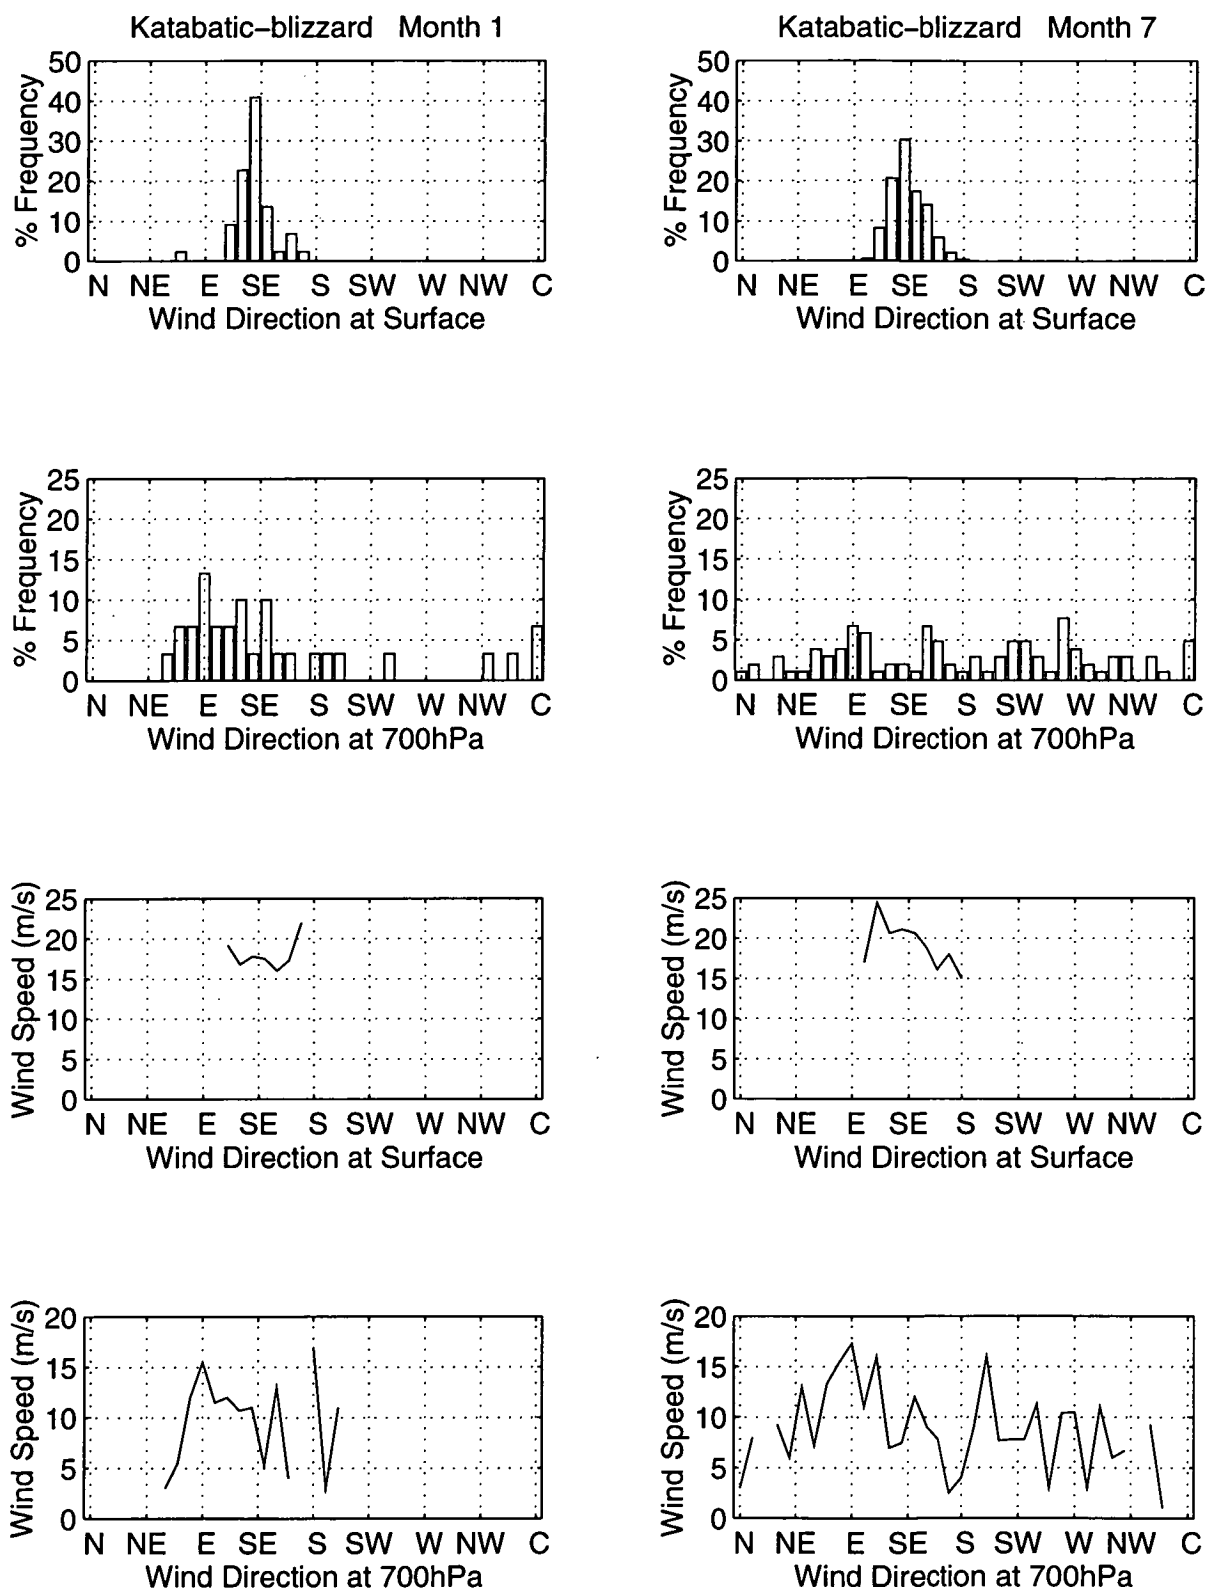 Katabatic−blizzard Month 1
50
40
30
20
10
0
% Frequency
N NE E SE S SW W NW C
Wind Direction at Surface
Katabatic−blizzard Month 7
50
40
30
20
10
0
% Frequency
N NE E SE S SW W NW C
Wind Direction at Surface
25
20
15
10
5
0
% Frequency
N NE E SE S SW W NW C
Wind Direction at 700hPa
25
20
15
10
5
0
% Frequency
N NE E SE S SW W NW C
Wind Direction at 700hPa
25
20
15
10
5
0
Wind Speed (m/s)
N NE E SE S SW W NW C
Wind Direction at Surface
25
20
15
10
5
0
Wind Speed (m/s)
N NE E SE S SW W NW C
Wind Direction at Surface
20
15
10
5
0
Wind Speed (m/s)
N NE E SE S SW W NW C
Wind Direction at 700hPa
20
15
10
5
0
Wind Speed (m/s)
N NE E SE S SW W NW C
Wind Direction at 700hPa